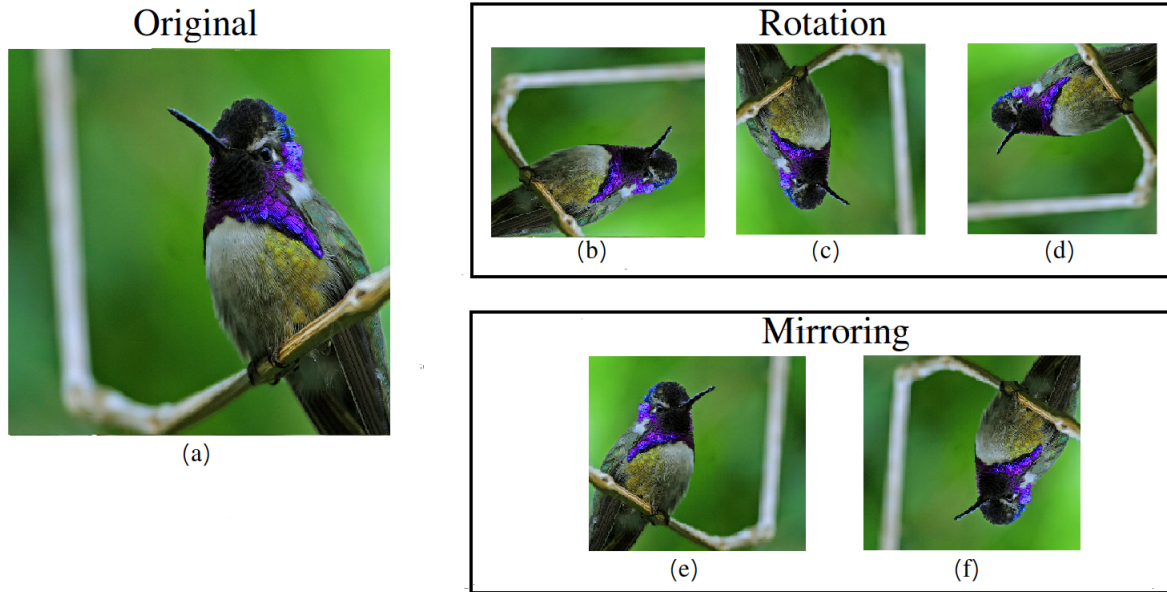 Original
(a)
Rotation
(b)
(c)
(d)
Mirroring
(e)
(f)